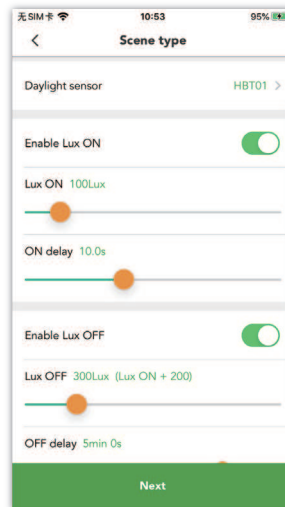 无SIM卡 10:53 95%
< Scene type
Daylight sensor HBT01 >
Enable Lux ON
Lux ON 100Lux
ON delay 10.0s
Enable Lux OFF
Lux OFF 300Lux (Lux ON + 200)
OFF delay 5min 0s
Next